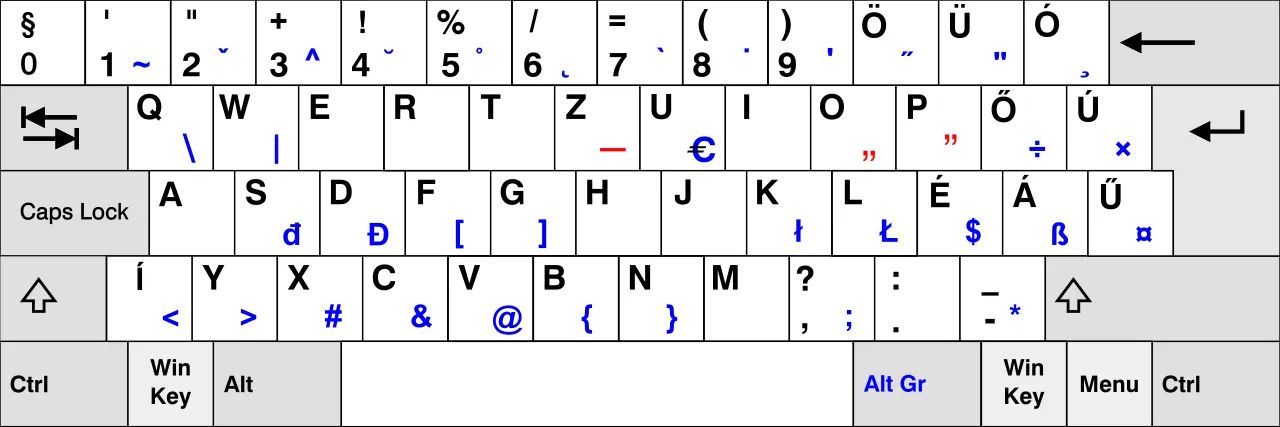 § ' " + ! % / = ( ) Ö Ü Ó
0 1 ~ 2 ˇ 3 ^ 4 ˘ 5 ° 6 ˛ 7 ` 8 ˙ 9 ' ˝ " ¸
Q W E R T Z U I O P Ő Ú
\ | — € „ ” ÷ ×
Caps Lock A S D F G H J K L É Á Ű
đ Đ [ ] ł Ł $ ß ¤
Í Y X C V B N M ? : _
< > # & @ { } , ; . - *
Ctrl Win Key Alt Alt Gr Win Key Menu Ctrl